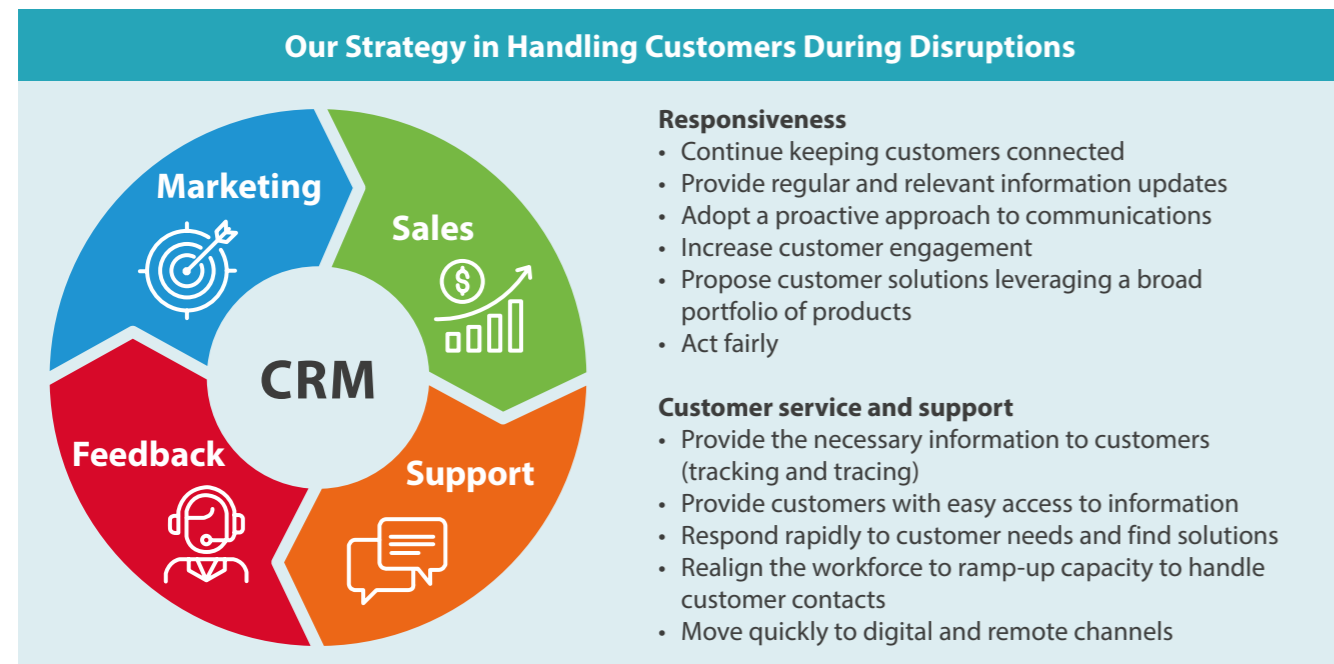 Our Strategy in Handling Customers During Disruptions
Marketing
Sales
CRM
Feedback
Support
$
Responsiveness
• Continue keeping customers connected
• Provide regular and relevant information updates
• Adopt a proactive approach to communications
• Increase customer engagement
• Propose customer solutions leveraging a broad
portfolio of products
• Act fairly
Customer service and support
• Provide the necessary information to customers
(tracking and tracing)
• Provide customers with easy access to information
• Respond rapidly to customer needs and find solutions
• Realign the workforce to ramp-up capacity to handle
customer contacts
• Move quickly to digital and remote channels